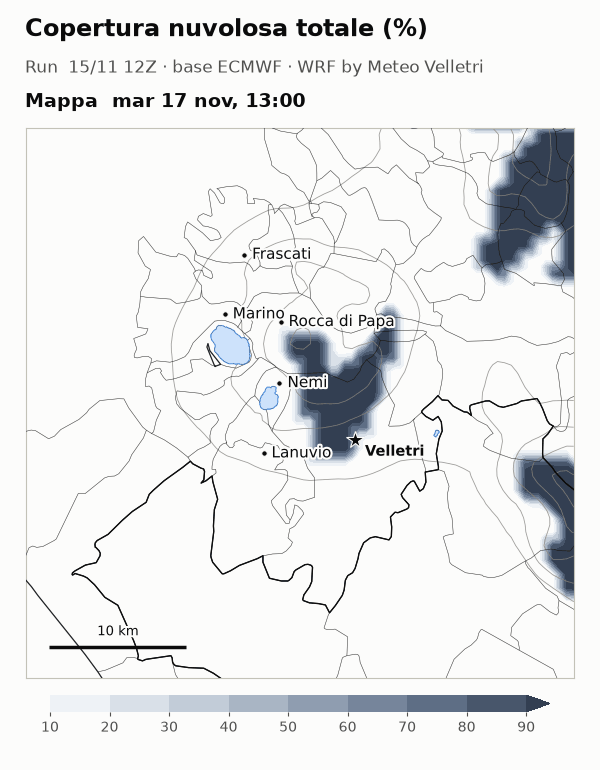 Copertura nuvolosa totale (%)
Run  15/11 12Z · base ECMWF · WRF by Meteo Velletri
Mappa  mar 17 nov, 13:00
Frascati
Marino
Rocca di Papa
Nemi
Velletri
Lanuvio
10 km
10 20 30 40 50 60 70 80 90